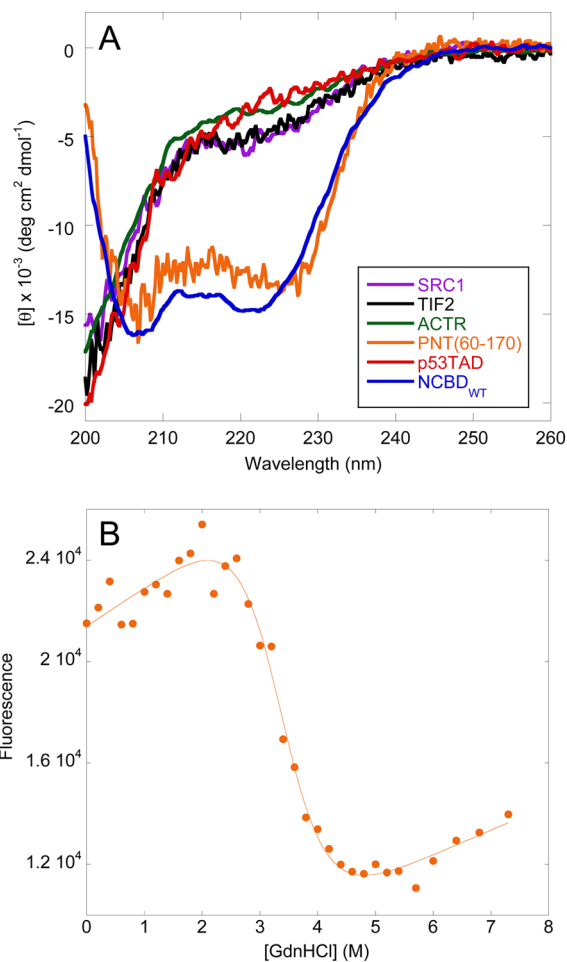 A
[θ] x 10⁻³ (deg cm² dmol⁻¹)
0
-5
-10
-15
-20
SRC1
TIF2
ACTR
PNT(60-170)
p53TAD
NCBD_WT
200 210 220 230 240 250 260
Wavelength (nm)
B
Fluorescence
2.4 10⁴
2 10⁴
1.6 10⁴
1.2 10⁴
0 1 2 3 4 5 6 7 8
[GdnHCl] (M)